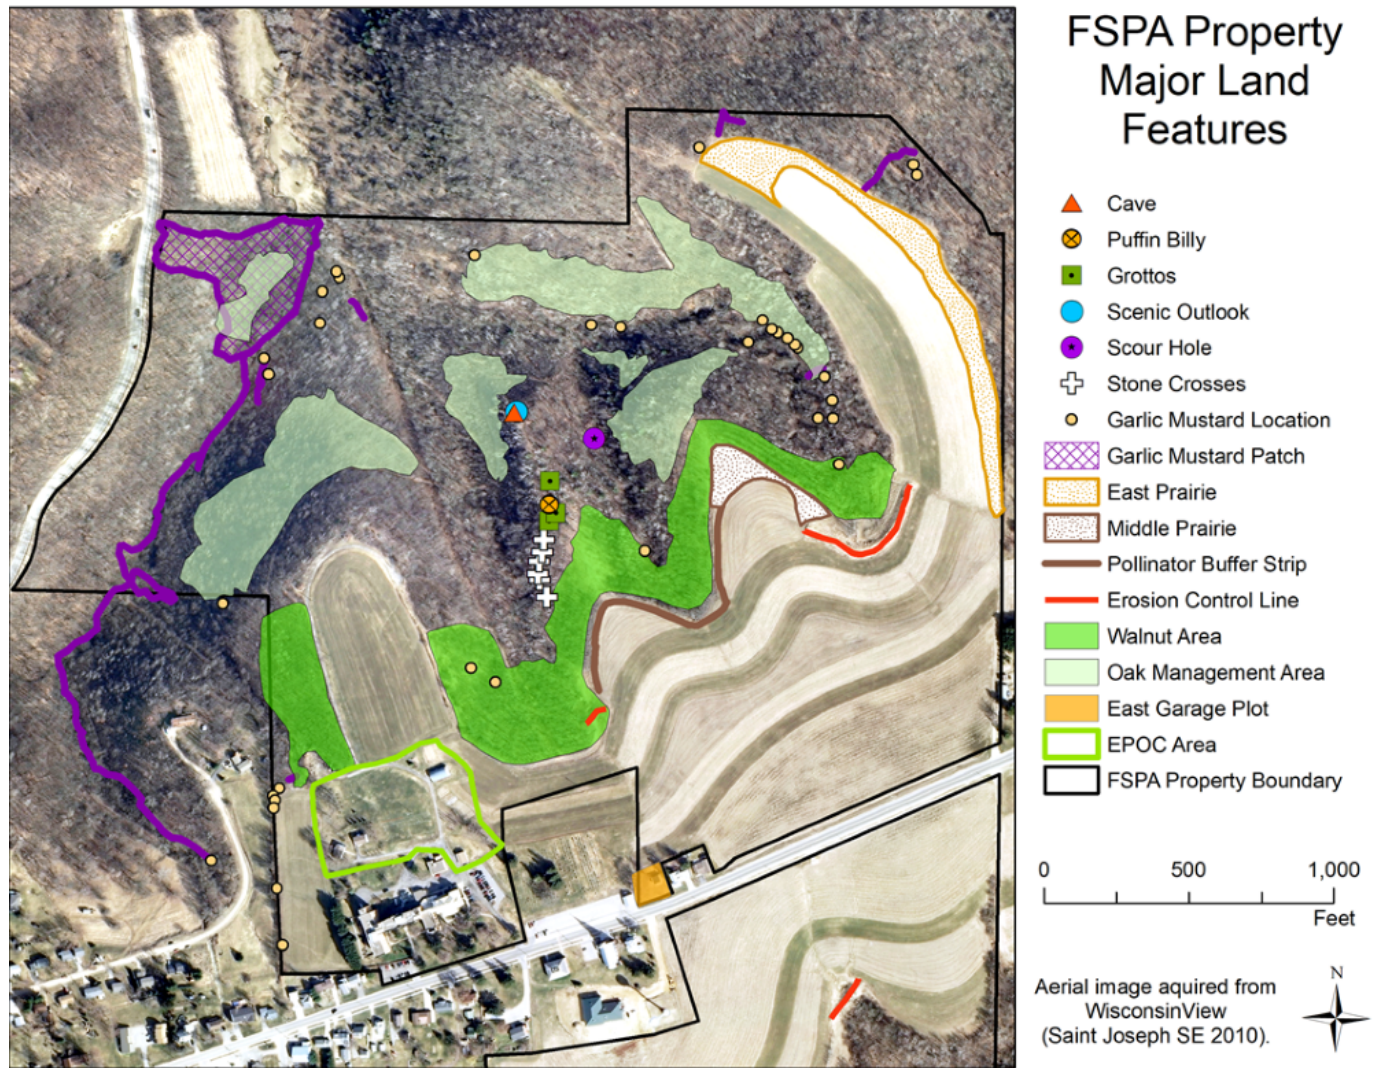 FSPA Property
Major Land
Features
Cave
Puffin Billy
Grottos
Scenic Outlook
Scour Hole
Stone Crosses
Garlic Mustard Location
Garlic Mustard Patch
East Prairie
Middle Prairie
Pollinator Buffer Strip
Erosion Control Line
Walnut Area
Oak Management Area
East Garage Plot
EPOC Area
FSPA Property Boundary
0 500 1,000
Feet
N
Aerial image aquired from
WisconsinView
(Saint Joseph SE 2010).